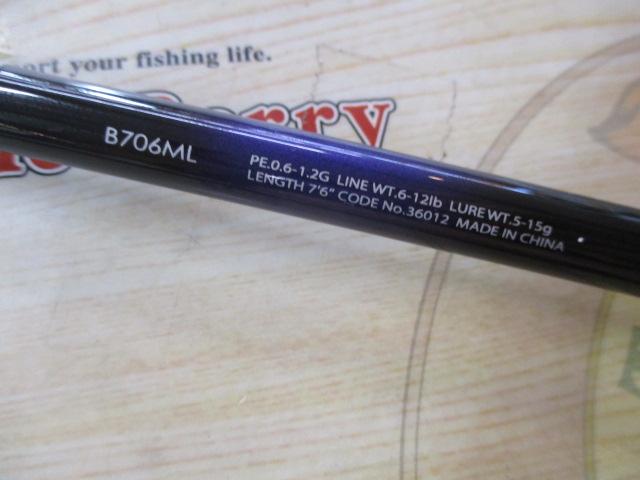 your fishing life.
B706ML
PE.0.6-1.2G LINE WT.6-12lb LURE WT.5-15g
LENGTH 7'6" CODE No.36012 MADE IN CHINA